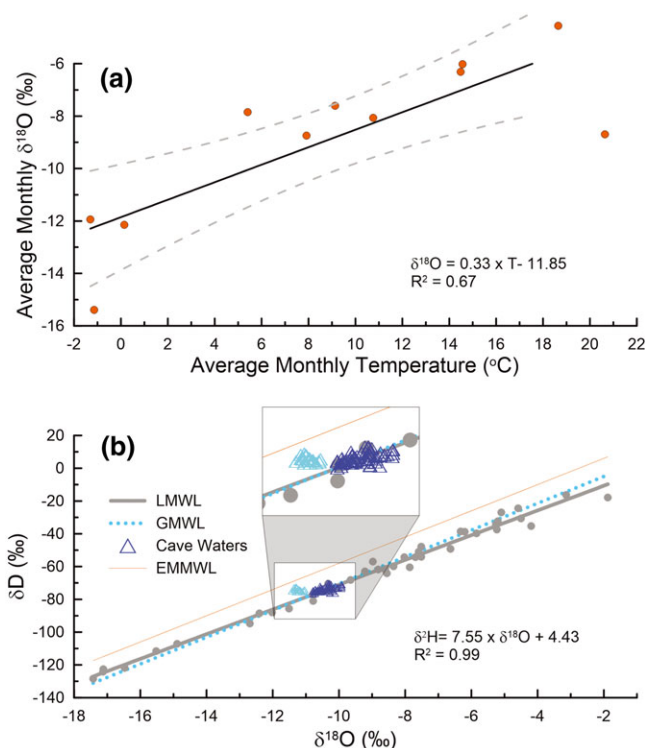 (a)
Average Monthly δ¹⁸O (‰)
-6
-8
-10
-12
-14
-16
δ¹⁸O = 0.33 x T- 11.85
R² = 0.67
-2 0 2 4 6 8 10 12 14 16 18 20 22
Average Monthly Temperature (°C)
(b)
δD (‰)
20
0
-20
-40
-60
-80
-100
-120
-140
LMWL
GMWL
Cave Waters
EMMWL
δ²H= 7.55 x δ¹⁸O + 4.43
R² = 0.99
-18 -16 -14 -12 -10 -8 -6 -4 -2 0
δ¹⁸O (‰)